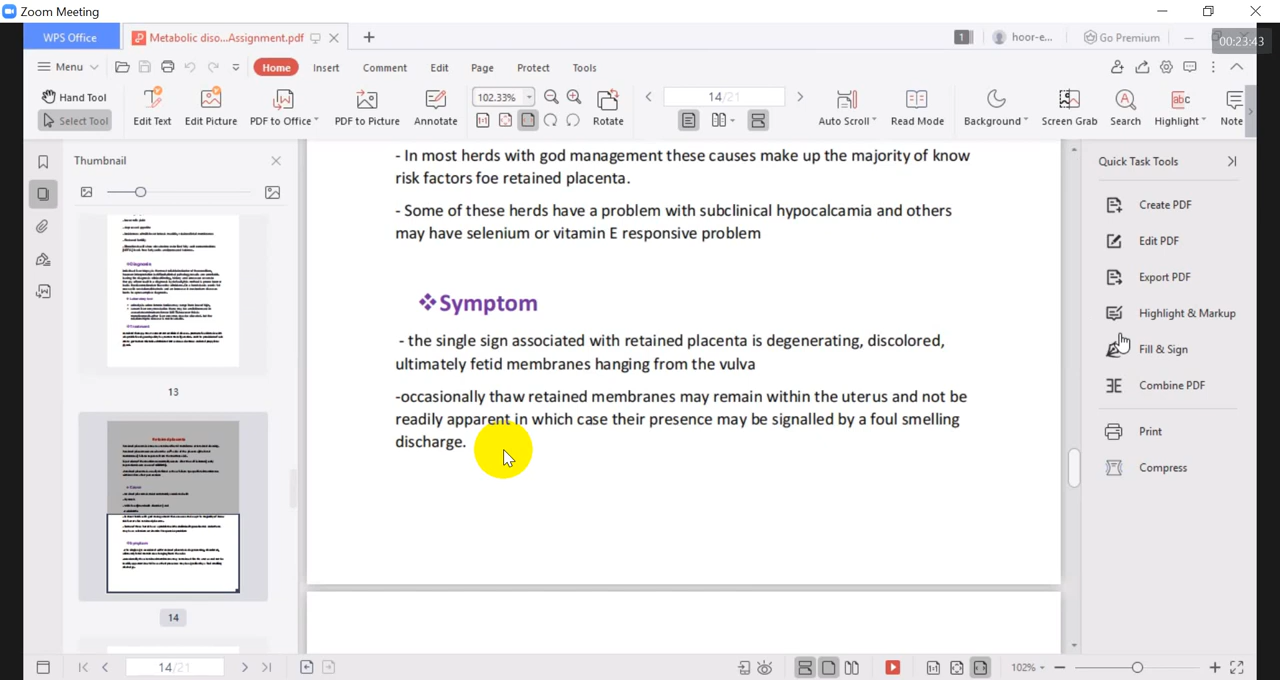 Zoom Meeting
WPS Office
Metabolic diso...Assignment.pdf
1
hoor-e...
Go Premium
00:23:43
Menu
Home
Insert
Comment
Edit
Page
Protect
Tools
Hand Tool
Select Tool
Edit Text
Edit Picture
PDF to Office
PDF to Picture
Annotate
102.33%
Rotate
14/21
Auto Scroll
Read Mode
Background
Screen Grab
Search
Highlight
Note
Thumbnail
13
14
- In most herds with god management these causes make up the majority of know
risk factors foe retained placenta.
- Some of these herds have a problem with subclinical hypocalcamia and others
may have selenium or vitamin E responsive problem
❖Symptom
- the single sign associated with retained placenta is degenerating, discolored,
ultimately fetid membranes hanging from the vulva
-occasionally thaw retained membranes may remain within the uterus and not be
readily apparent in which case their presence may be signalled by a foul smelling
discharge.
Quick Task Tools
Create PDF
Edit PDF
Export PDF
Highlight & Markup
Fill & Sign
Combine PDF
Print
Compress
14/21
102%